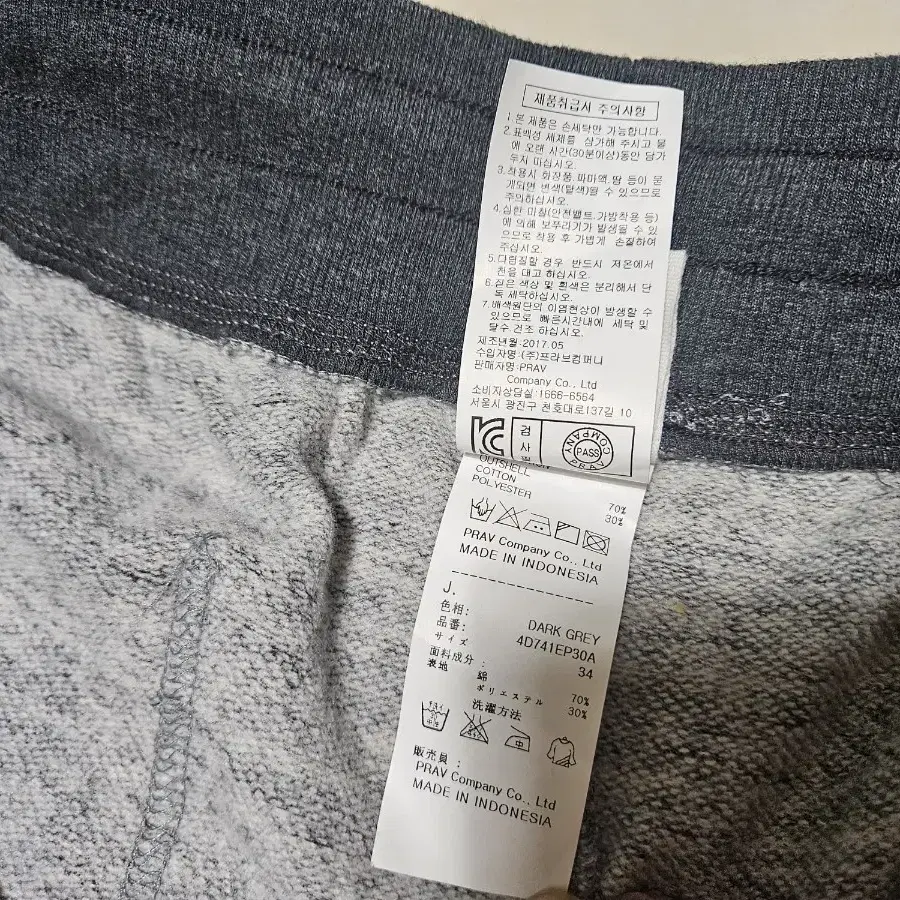 제품취급시 주의사항
1.본 제품은 손세탁만 가능합니다.
2.표백성 세제를 삼가해 주시고 물
에 오랜 시간(30분이상)동안 담가
두지 마십시오.
3.착용시 화장품,파마액,땀 등이 묻
게되면 변색(탈색)될 수 있으므로
주의하십시오.
4.심한 마찰(안전밸트,가방착용 등)
에 의해 보푸리기가 발생될 수 있
으므로 착용 후 가볍게 손질하여
주십시오.
5.다림질할 경우 반드시 저온에서
천을 대고 하십시오.
6.짙은 색상 및 흰색은 분리해서 단
독 세탁하십시오.
7.배색원단의 이염현상이 발생할 수
있으므로 빠른시간내에 세탁 및
탈수 건조 하십시오.
제조년월:2017.05
수입자명:(주)프라브컴퍼니
판매자명:PRAV
Company Co., Ltd
소비자상담실:1666-6564
서울시 광진구 천호대로137길 10
검사
COMPANY
PASS
PRAV
OUTSHELL
COTTON 70%
POLYESTER 30%
PRAV Company Co., Ltd
MADE IN INDONESIA
J.
色相: DARK GREY
品番: 4D741EP30A
サイズ 34
面料成分:
表地 綿 70%
ポリエステル 30%
洗濯方法
販売員:
PRAV Company Co., Ltd
MADE IN INDONESIA